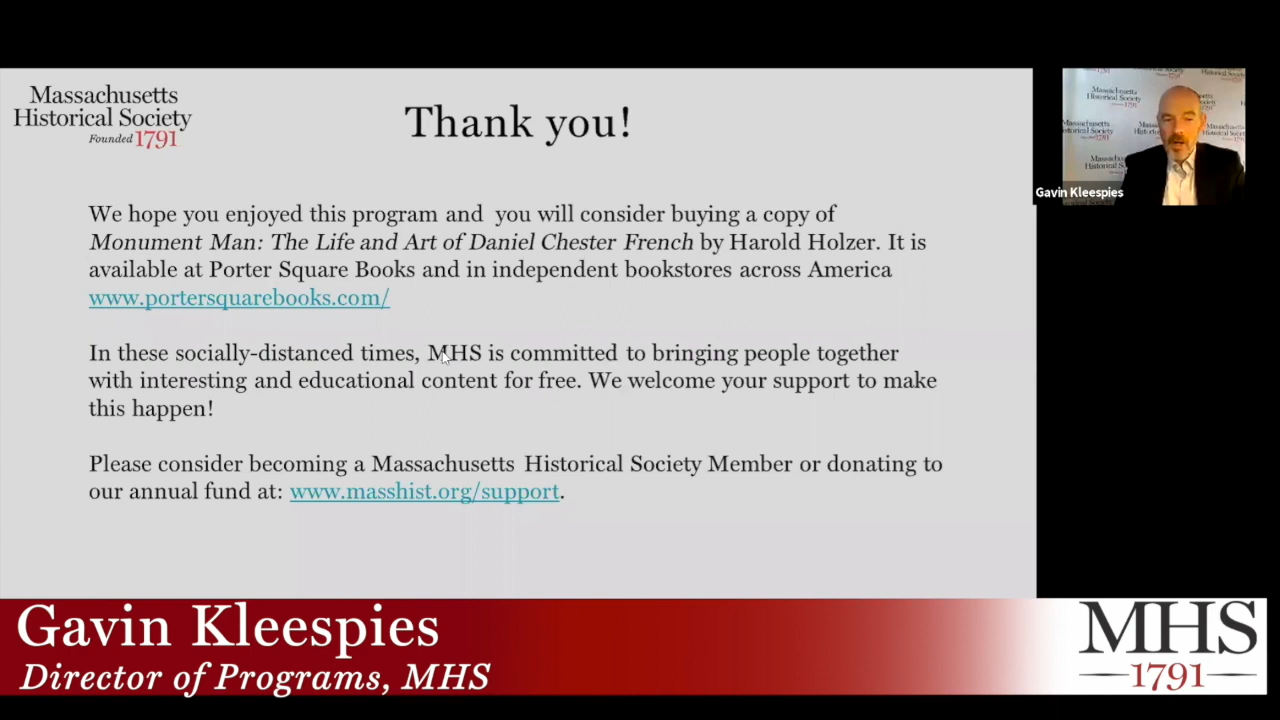 Massachusetts
Historical Society
Founded 1791
Thank you!
We hope you enjoyed this program and you will consider buying a copy of
Monument Man: The Life and Art of Daniel Chester French by Harold Holzer. It is
available at Porter Square Books and in independent bookstores across America
www.portersquarebooks.com/
In these socially-distanced times, MHS is committed to bringing people together
with interesting and educational content for free. We welcome your support to make
this happen!
Please consider becoming a Massachusetts Historical Society Member or donating to
our annual fund at: www.masshist.org/support.
Massachusetts
Historical Society
Gavin Kleespies
Gavin Kleespies
Director of Programs, MHS
MHS
1791